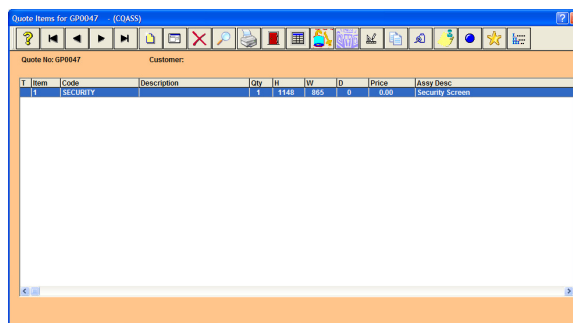 Quote Items for GP0047 - (CQASS)
Quote No: GP0047 Customer:
T Item Code Description Qty H W D Price Assy Desc
1 SECURITY 1 1148 865 0 0.00 Security Screen